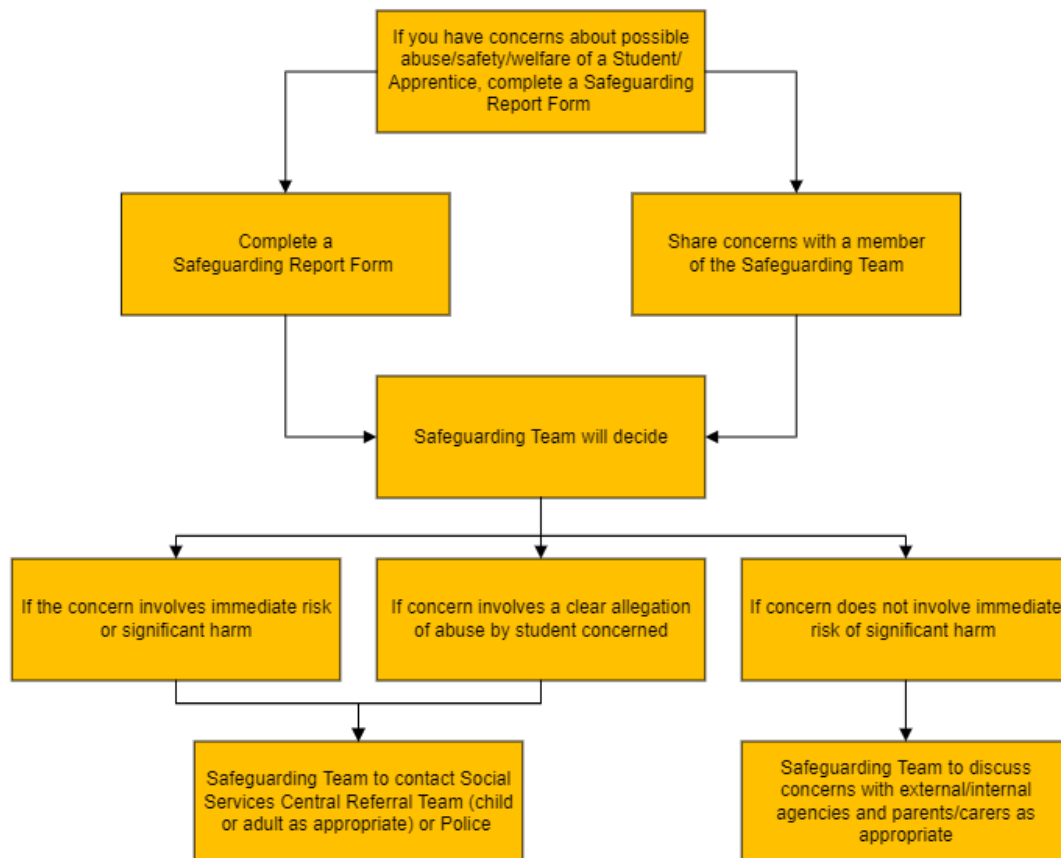 If you have concerns about possible
abuse/safety/welfare of a Student/
Apprentice, complete a Safeguarding
Report Form
Complete a
Safeguarding Report Form
Share concerns with a member
of the Safeguarding Team
Safeguarding Team will decide
If the concern involves immediate risk
or significant harm
If concern involves a clear allegation
of abuse by student concerned
If concern does not involve immediate
risk of significant harm
Safeguarding Team to contact Social
Services Central Referral Team (child
or adult as appropriate) or Police
Safeguarding Team to discuss
concerns with external/internal
agencies and parents/carers as
appropriate